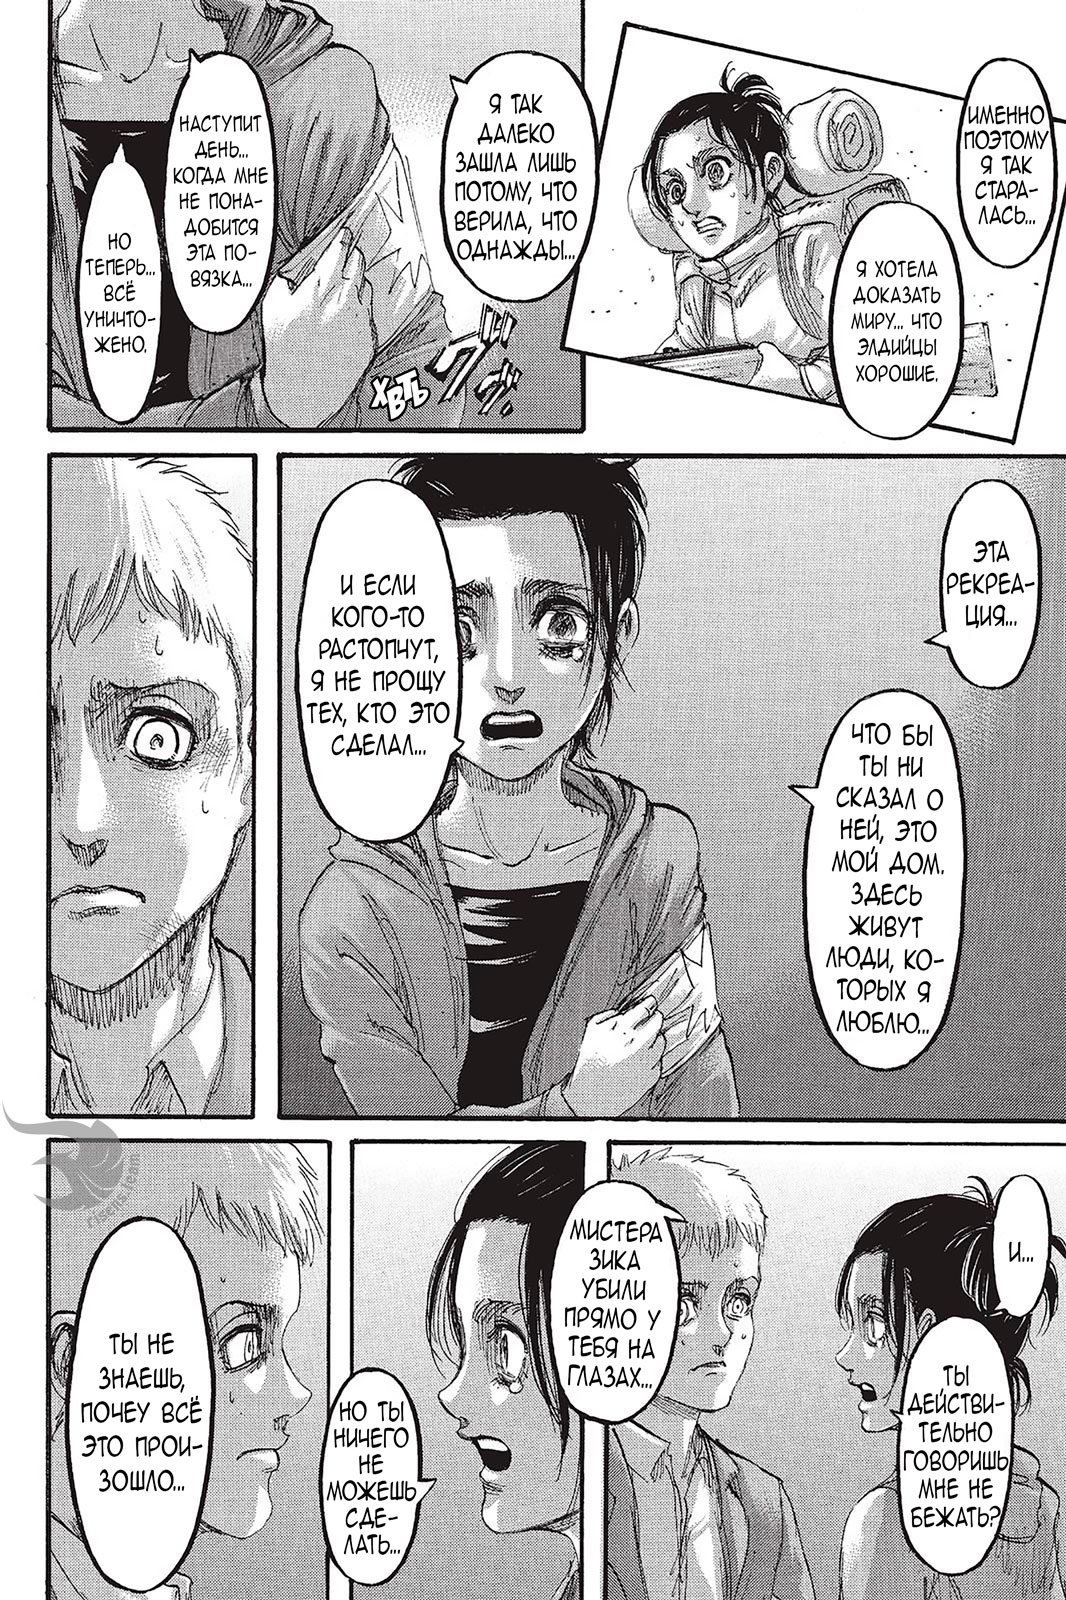 ИМЕННО
ПОЭТОМУ
Я ТАК
СТАРА-
ЛАСЬ...
Я ХОТЕЛА
ДОКАЗАТЬ
МИРУ... ЧТО
ЭЛДИЙЦЫ
ХОРОШИЕ.
Я ТАК
ДАЛЕКО
ЗАШЛА ЛИШЬ
ПОТОМУ, ЧТО
ВЕРИЛА, ЧТО
ОДНАЖДЫ...
НАСТУПИТ
ДЕНЬ...
КОГДА МНЕ
НЕ ПОНА-
ДОБИТСЯ
ЭТА ПО-
ВЯЗКА...
НО
ТЕПЕРЬ...
ВСЁ
УНИЧТО-
ЖЕНО.
ХВТЬ
ЭТА
РЕКРЕА-
ЦИЯ...
ЧТО БЫ
ТЫ НИ
СКАЗАЛ О
НЕЙ, ЭТО
МОЙ ДОМ.
ЗДЕСЬ
ЖИВУТ
ЛЮДИ, КО-
ТОРЫХ Я
ЛЮБЛЮ...
И ЕСЛИ
КОГО-ТО
РАСТОПЧУТ,
Я НЕ ПРОЩУ
ТЕХ, КТО ЭТО
СДЕЛАЛ...
И...
ТЫ
ДЕЙСТВИ-
ТЕЛЬНО
ГОВОРИШЬ
МНЕ НЕ
БЕЖАТЬ?
МИСТЕРА
ЗИКА
УБИЛИ
ПРЯМО У
ТЕБЯ НА
ГЛАЗАХ...
НО ТЫ
НИЧЕГО
НЕ
МОЖЕШЬ
СДЕ-
ЛАТЬ...
ТЫ НЕ
ЗНАЕШЬ,
ПОЧЕУ ВСЁ
ЭТО ПРОИ-
ЗОШЛО...
risens.team